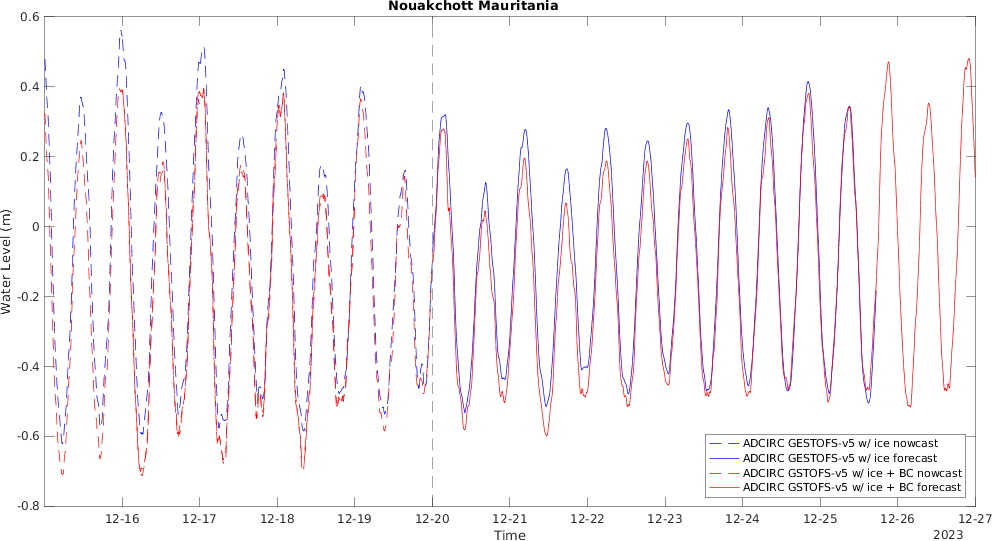 Nouakchott Mauritania
0.6
0.4
0.2
0
-0.2
-0.4
-0.6
-0.8
Water Level (m)
ADCIRC GESTOFS-v5 w/ ice nowcast
ADCIRC GESTOFS-v5 w/ ice forecast
ADCIRC GSTOFS-v5 w/ ice + BC nowcast
ADCIRC GSTOFS-v5 w/ ice + BC forecast
12-16 12-17 12-18 12-19 12-20 12-21 12-22 12-23 12-24 12-25 12-26 12-27
Time
2023